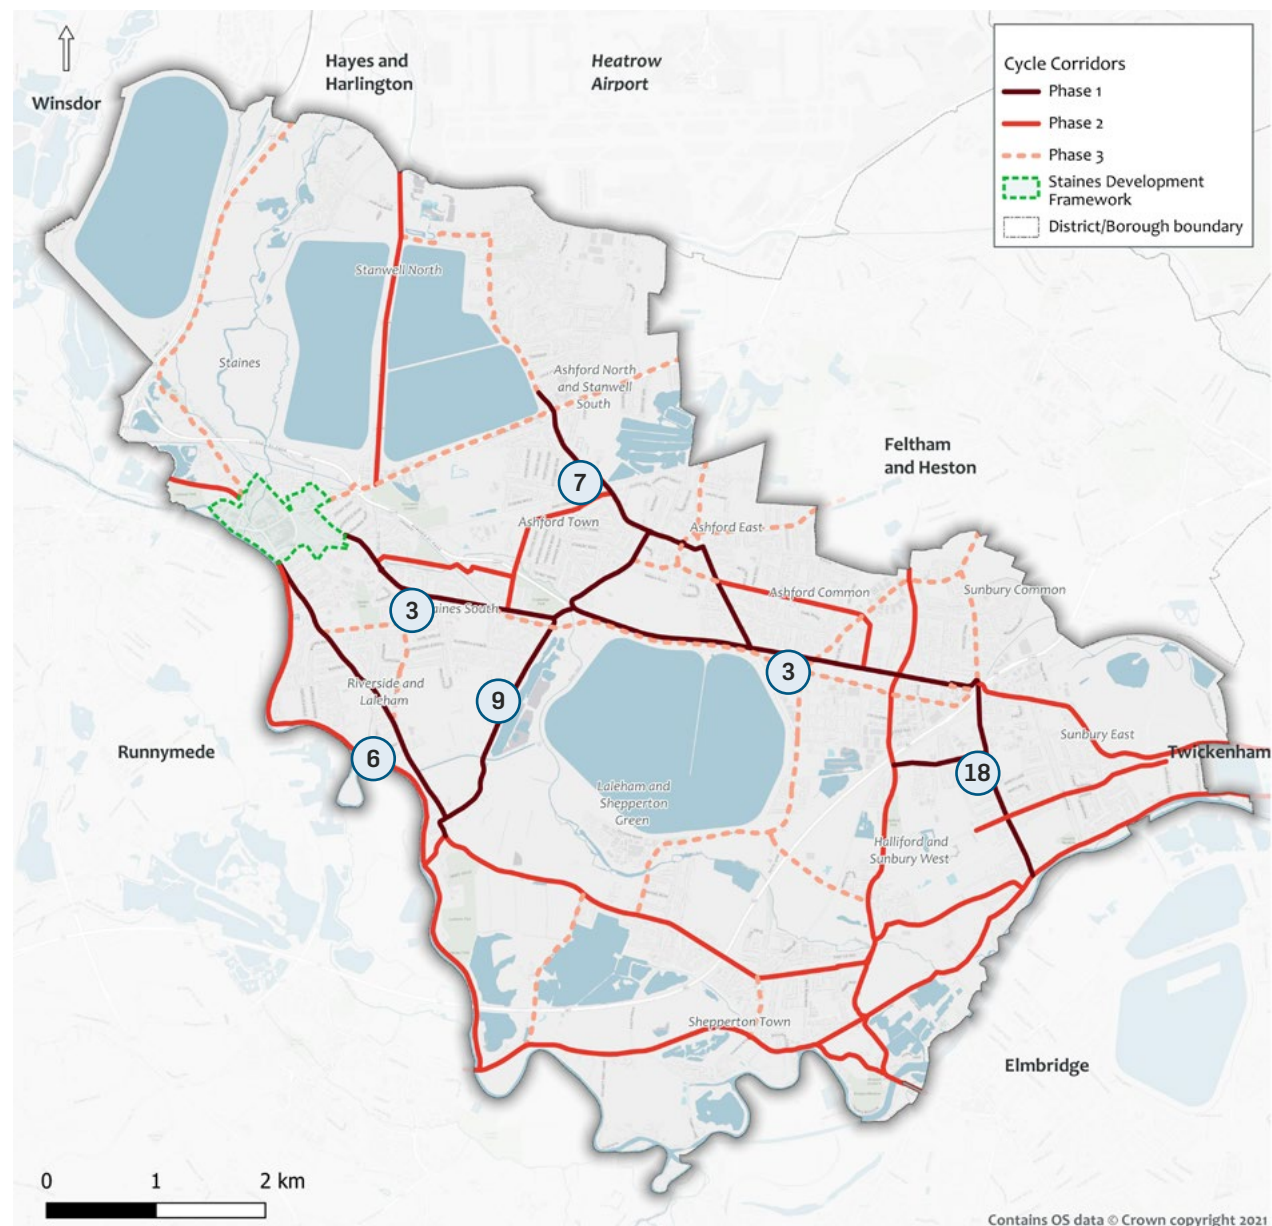 Hayes and
Harlington
Heatrow
Airport
Winsdor
Cycle Corridors
Phase 1
Phase 2
Phase 3
Staines Development
Framework
District/Borough boundary
Stanwell North
Staines
Ashford North
and Stanwell
South
Feltham
and Heston
7
Ashford Town
Ashford East
Ashford Common
Sunbury Common
3
aines South
3
Riverside and
Laleham
9
Sunbury East
Runnymede
6
Twickenham
18
Laleham and
Shepperton
Green
Halliford and
Sunbury West
Shepperton Town
Elmbridge
0 1 2 km
Contains OS data © Crown copyright 2021